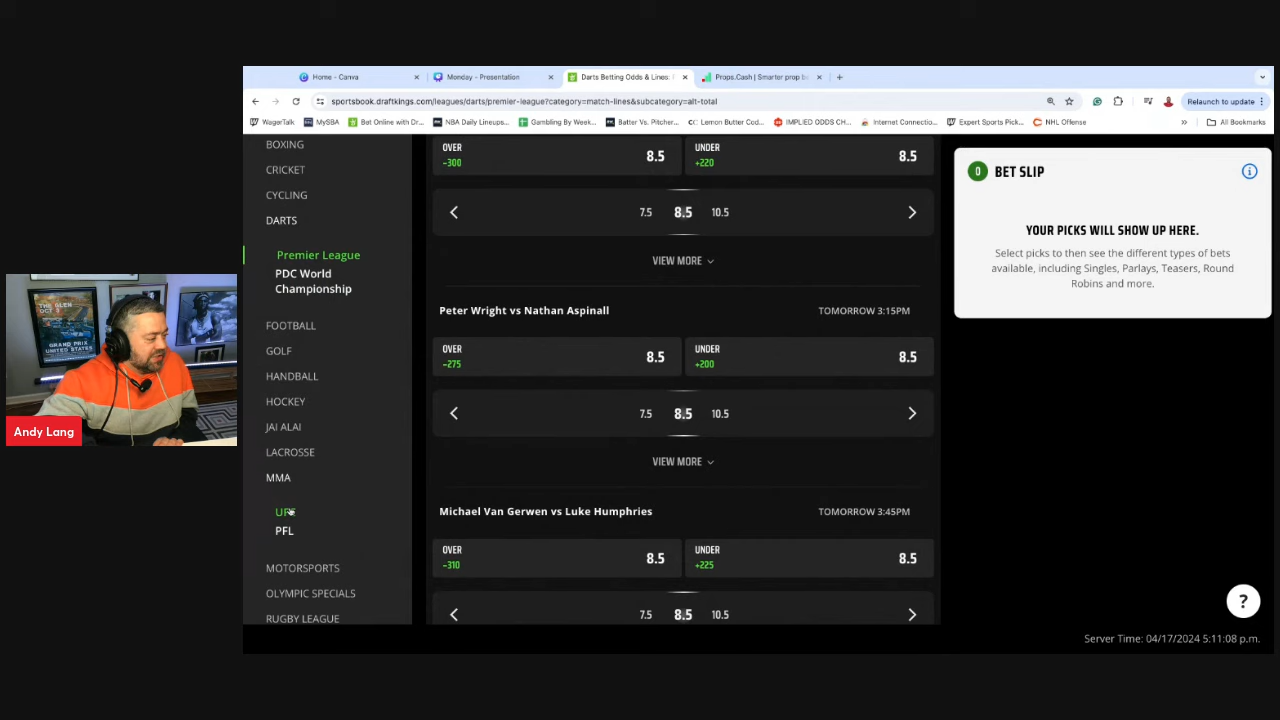 Home - Canva
Monday - Presentation
Darts Betting Odds & Lines:
Props.Cash | Smarter prop be
sportsbook.draftkings.com/leagues/darts/premier-league?category=match-lines&subcategory=alt-total
Relaunch to update
WagerTalk
MySBA
Bet Online with Dr...
NBA Daily Lineups...
Gambling By Week...
Batter Vs. Pitcher...
Lemon Butter Cod...
IMPLIED ODDS CH...
Internet Connectio...
Expert Sports Pick...
NHL Offense
All Bookmarks
BOXING
CRICKET
CYCLING
DARTS
Premier League
PDC World
Championship
FOOTBALL
GOLF
HANDBALL
HOCKEY
JAI ALAI
LACROSSE
MMA
UFC
PFL
MOTORSPORTS
OLYMPIC SPECIALS
RUGBY LEAGUE
OVER
-300
8.5
UNDER
+220
8.5
7.5 8.5 10.5
VIEW MORE
Peter Wright vs Nathan Aspinall
TOMORROW 3:15PM
OVER
-275
8.5
UNDER
+200
8.5
7.5 8.5 10.5
VIEW MORE
Michael Van Gerwen vs Luke Humphries
TOMORROW 3:45PM
OVER
-310
8.5
UNDER
+225
8.5
7.5 8.5 10.5
0 BET SLIP
YOUR PICKS WILL SHOW UP HERE.
Select picks to then see the different types of bets
available, including Singles, Parlays, Teasers, Round
Robins and more.
?
Server Time: 04/17/2024 5:11:08 p.m.
THE GLEN
OCT 3
GRAND PRIX
UNITED STATES
Andy Lang